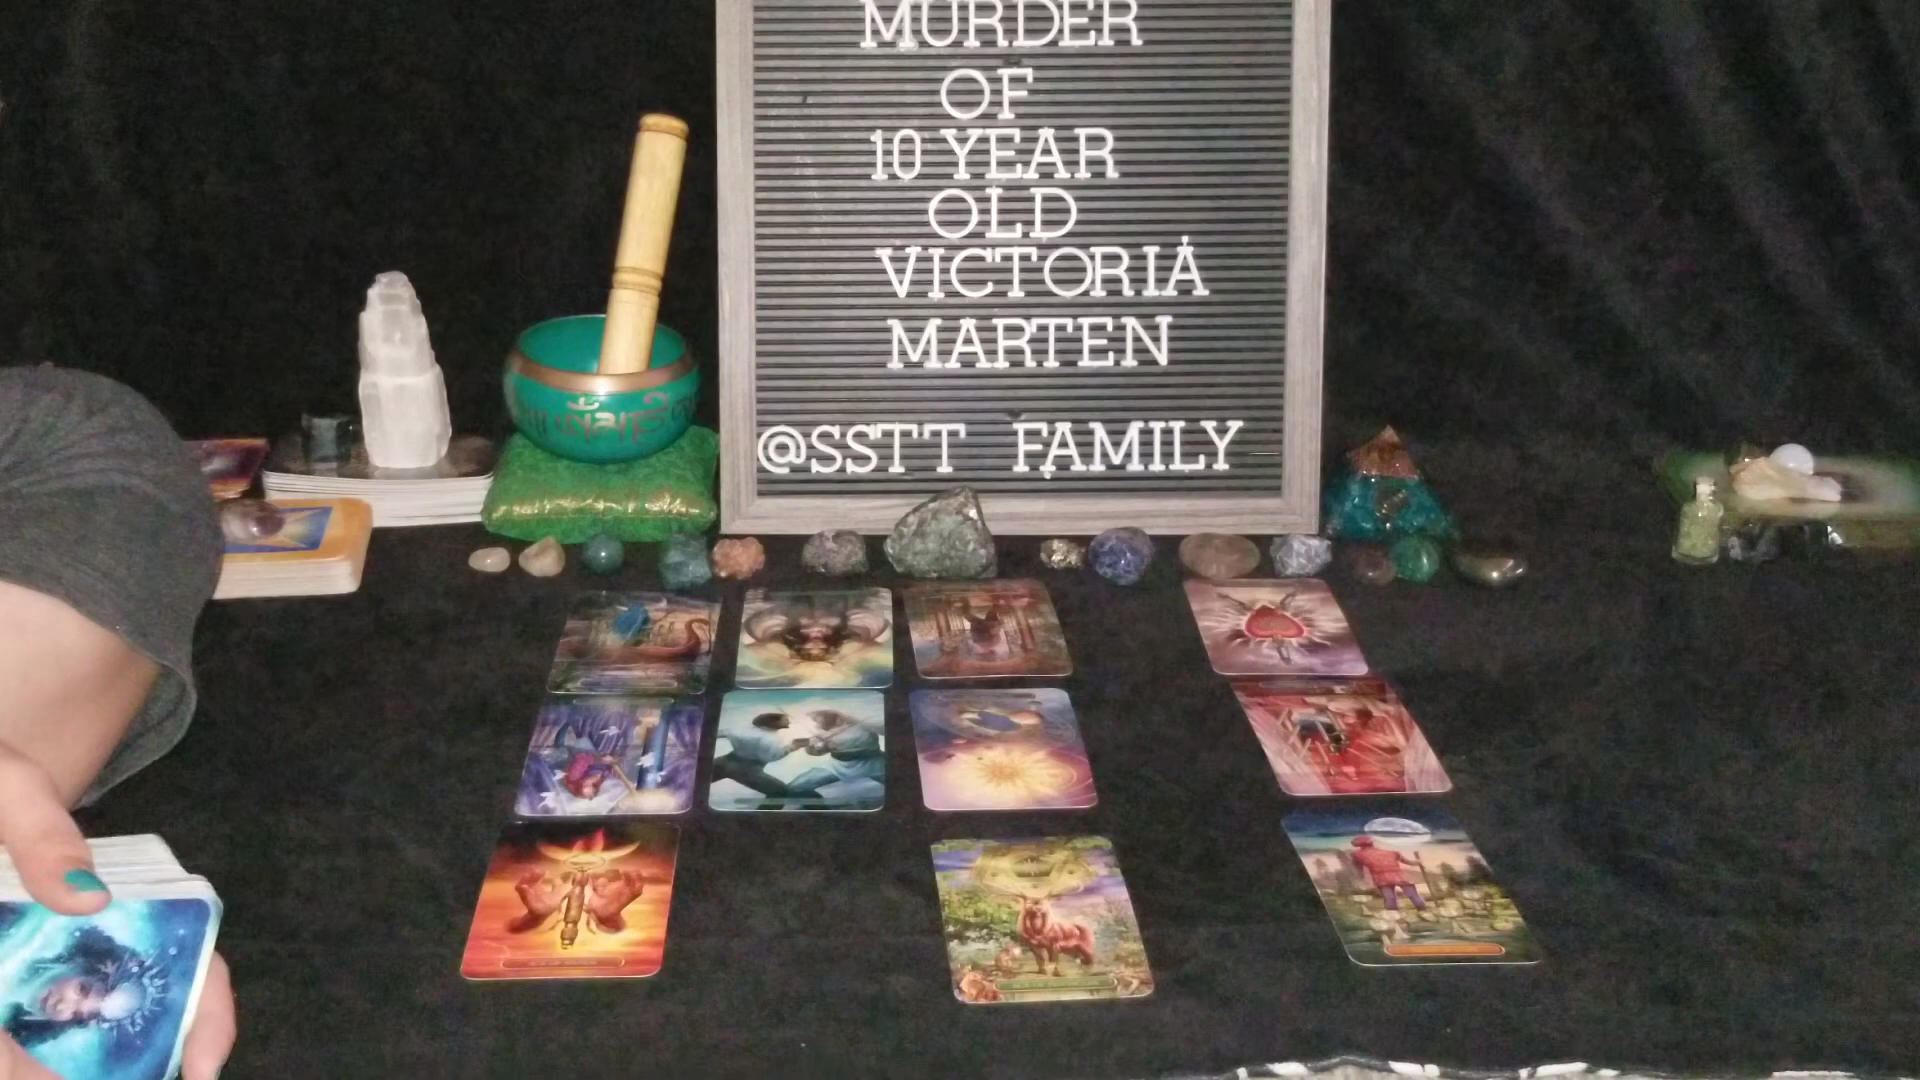 MURDER
OF
10 YEAR
OLD
VICTORIA
MARTEN
@SSTT FAMILY